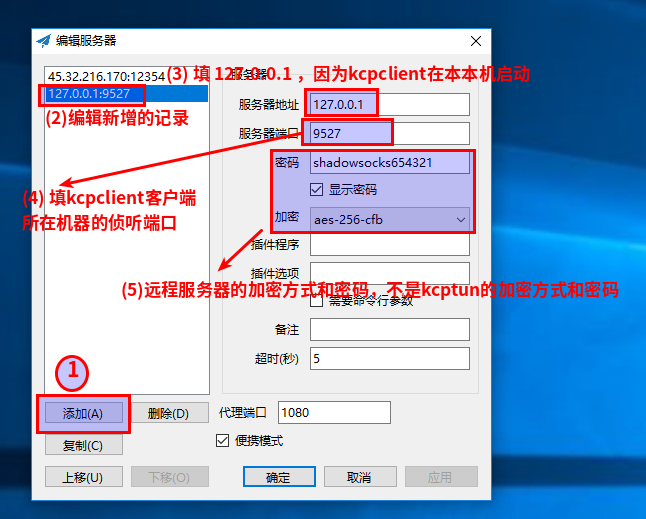 编辑服务器
45.32.216.170:12354
(3) 填 127.0.0.1 ，因为kcpclient在本本机启动
服务器
127.0.0.1:9527
(2)编辑新增的记录
服务器地址 127.0.0.1
服务器端口 9527
密码 shadowsocks654321
显示密码
(4) 填kcpclient客户端
所在机器的侦听端口
加密 aes-256-cfb
插件程序
插件选项
(5)远程服务器的加密方式和密码，不是kcptun的加密方式和密码
需要命令行参数
备注
超时(秒) 5
1
添加(A) 删除(D) 代理端口 1080
复制(C) 便携模式
上移(U) 下移(O) 确定 取消 应用